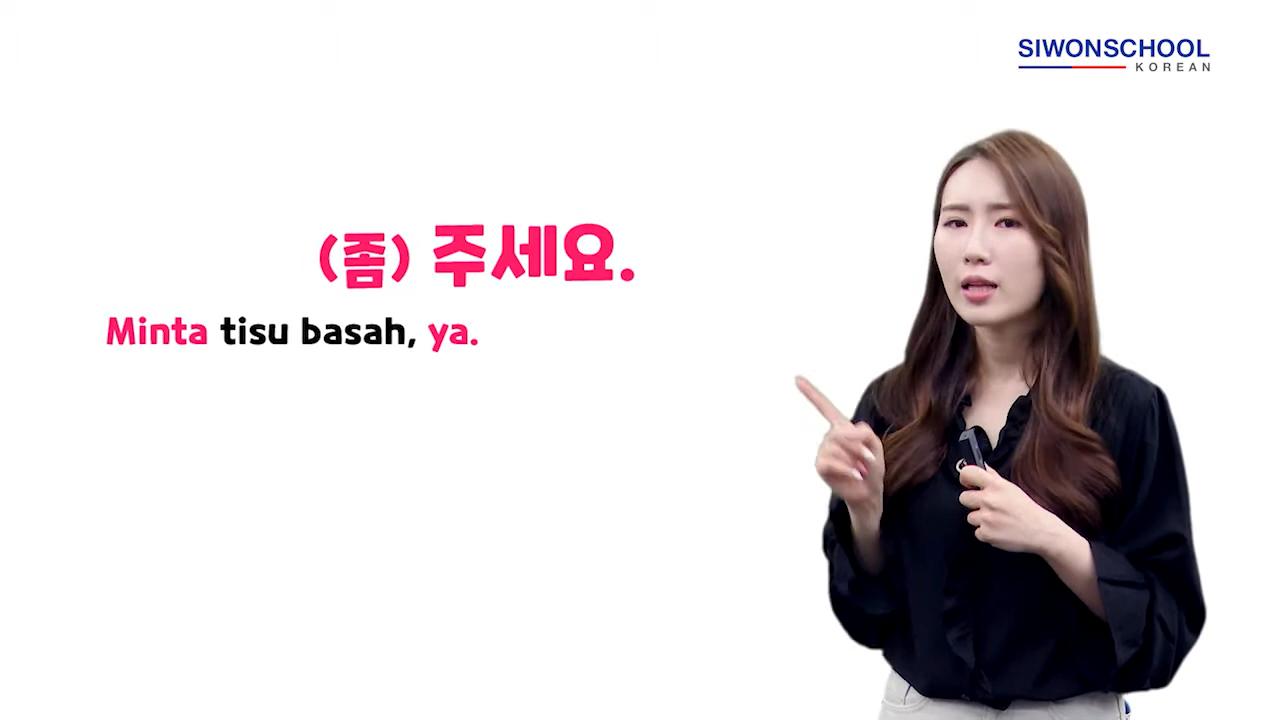 SIWONSCHOOL
KOREAN
(좀) 주세요.
Minta tisu basah, ya.